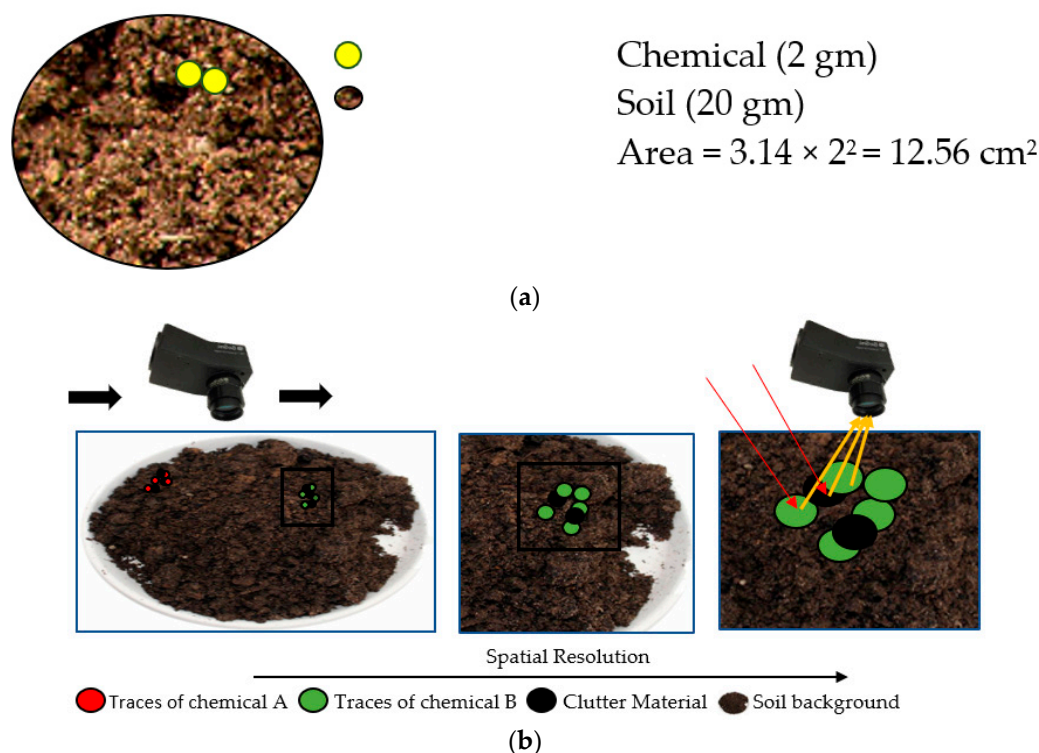 Chemical (2 gm)
Soil (20 gm)
Area = 3.14 × 2² = 12.56 cm²
(a)
Spatial Resolution
Traces of chemical A
Traces of chemical B
Clutter Material
Soil background
(b)